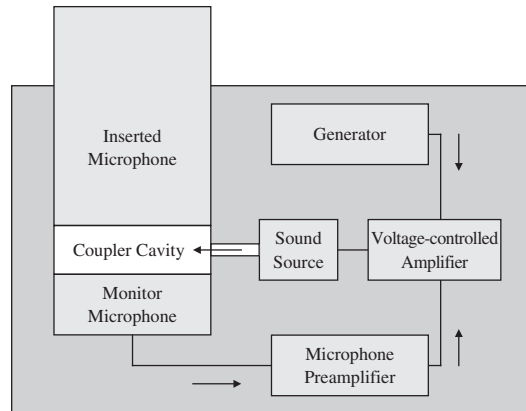 Inserted
Microphone
Generator
Coupler Cavity
Sound
Source
Voltage-controlled
Amplifier
Monitor
Microphone
Microphone
Preamplifier